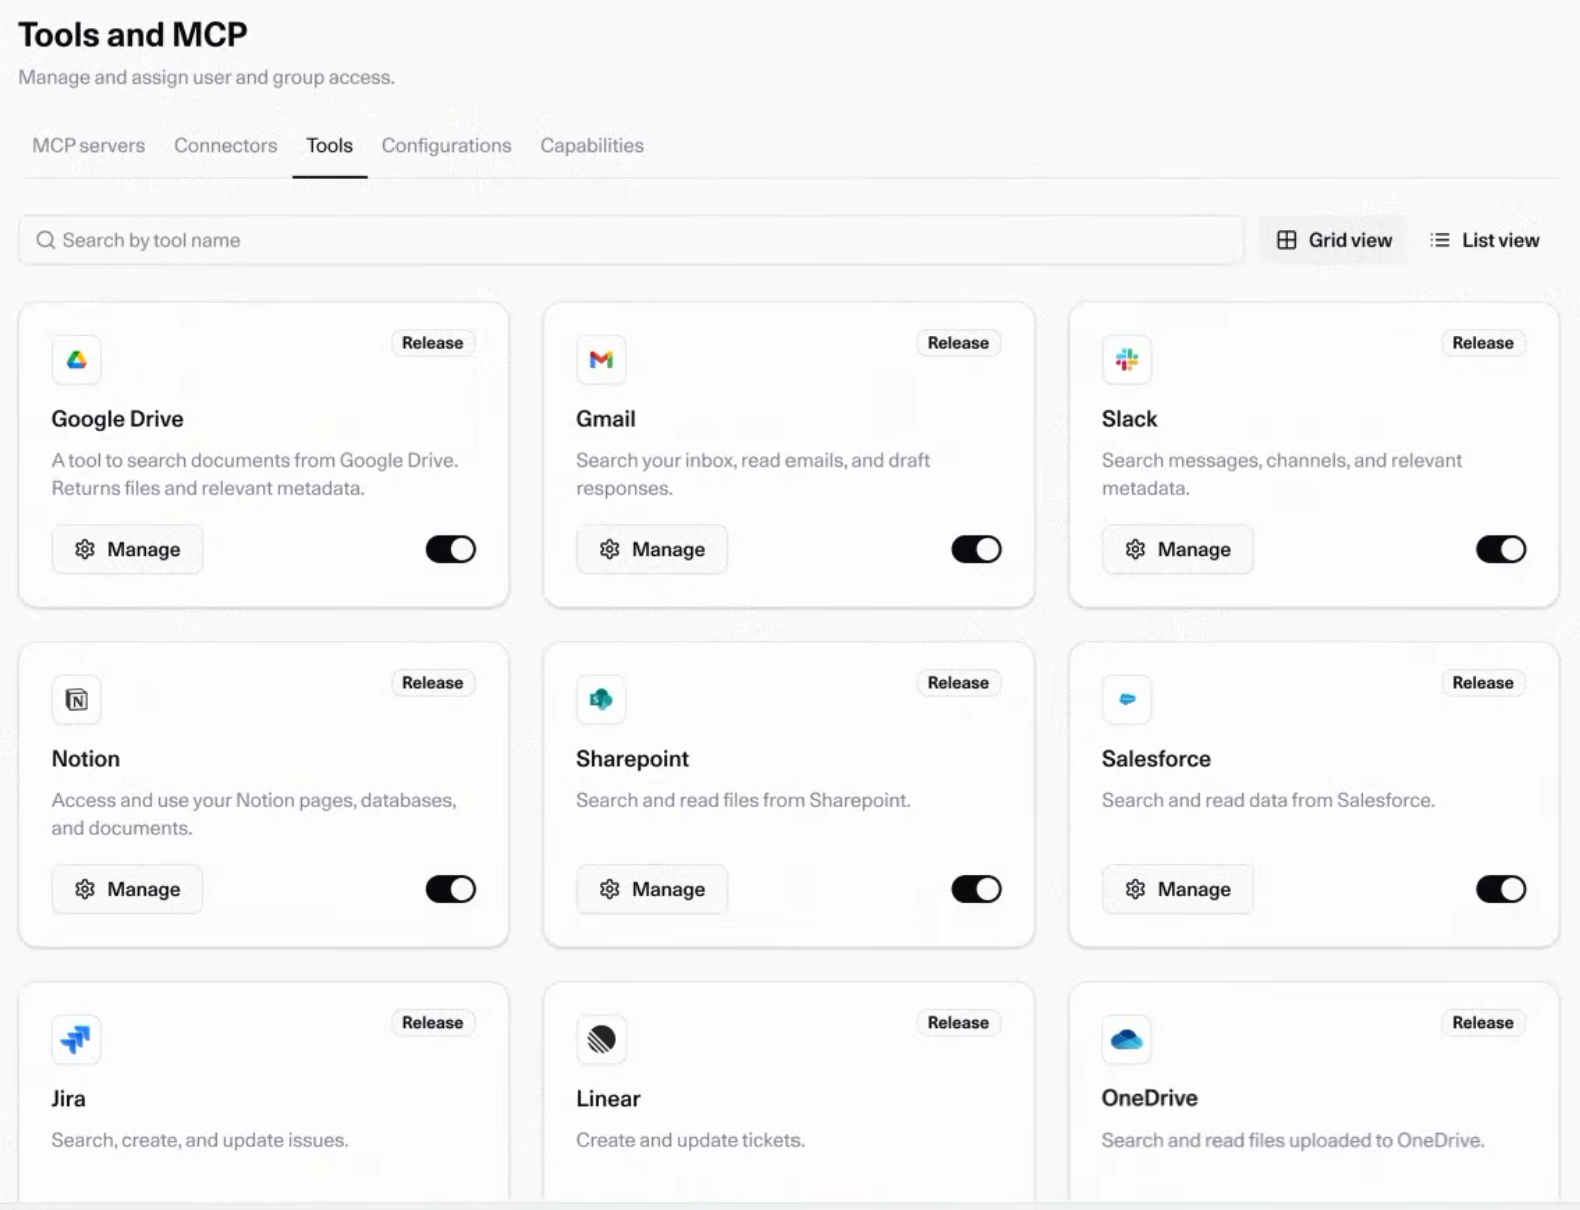 Tools and MCP
Manage and assign user and group access.
MCP servers
Connectors
Tools
Configurations
Capabilities
Search by tool name
Grid view
List view
Release
Google Drive
A tool to search documents from Google Drive.
Returns files and relevant metadata.
Manage
Release
Gmail
Search your inbox, read emails, and draft
responses.
Manage
Release
Slack
Search messages, channels, and relevant
metadata.
Manage
Release
N
Notion
Access and use your Notion pages, databases,
and documents.
Manage
Release
S
Sharepoint
Search and read files from Sharepoint.
Manage
Release
Salesforce
Search and read data from Salesforce.
Manage
Release
Jira
Search, create, and update issues.
Release
Linear
Create and update tickets.
Release
OneDrive
Search and read files uploaded to OneDrive.